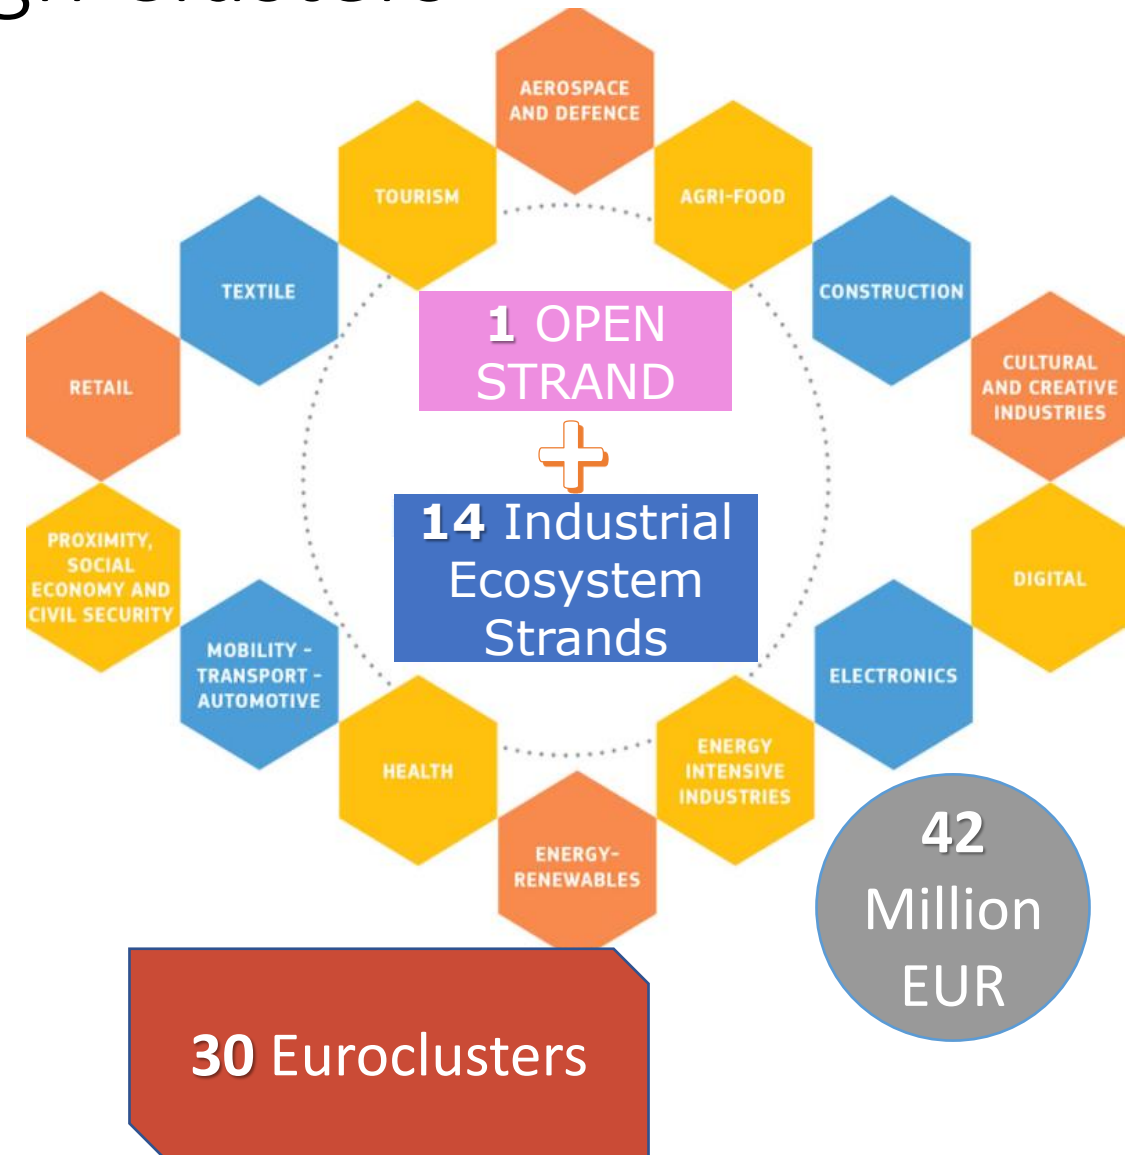 AEROSPACE
AND DEFENCE
TOURISM
AGRI-FOOD
TEXTILE
CONSTRUCTION
1 OPEN
STRAND
RETAIL
CULTURAL
AND CREATIVE
INDUSTRIES
14 Industrial
Ecosystem
Strands
PROXIMITY,
SOCIAL
ECONOMY AND
CIVIL SECURITY
DIGITAL
MOBILITY -
TRANSPORT -
AUTOMOTIVE
ELECTRONICS
HEALTH
ENERGY
INTENSIVE
INDUSTRIES
ENERGY-
RENEWABLES
42
Million
EUR
30 Euroclusters